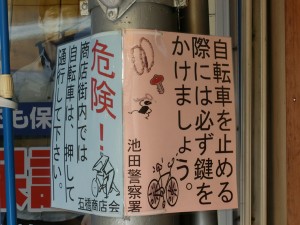 自転車を止める
際には必ず鍵を
かけましょう。
池田警察署
危険！
商店街内では
自転車は、押して
通行して下さい。
石橋商店会
も保